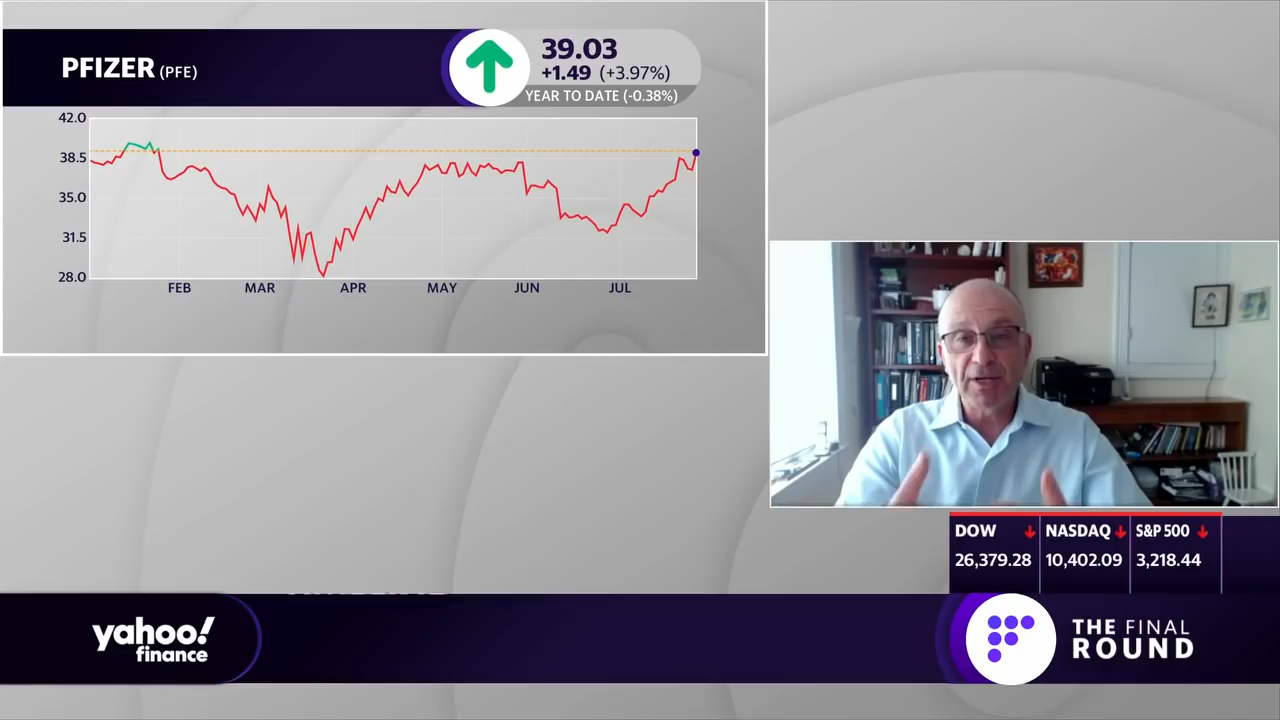 PFIZER (PFE)
39.03
+1.49 (+3.97%)
YEAR TO DATE (-0.38%)
42.0
38.5
35.0
31.5
28.0
FEB MAR APR MAY JUN JUL
DOW NASDAQ S&P 500
26,379.28 10,402.09 3,218.44
yahoo!
finance
THE FINAL
ROUND